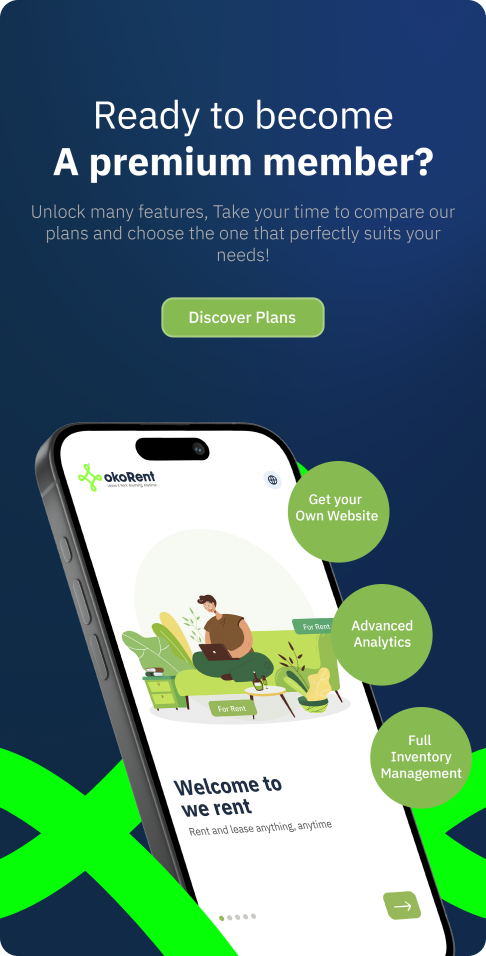 Ready to become
A premium member?
Unlock many features, Take your time to compare our
plans and choose the one that perfectly suits your
needs!
Discover Plans
okoRent
Get your
Own Website
For Rent
Advanced
Analytics
For Rent
Full
Inventory
Management
Welcome to
we rent
Rent and lease anything, anytime